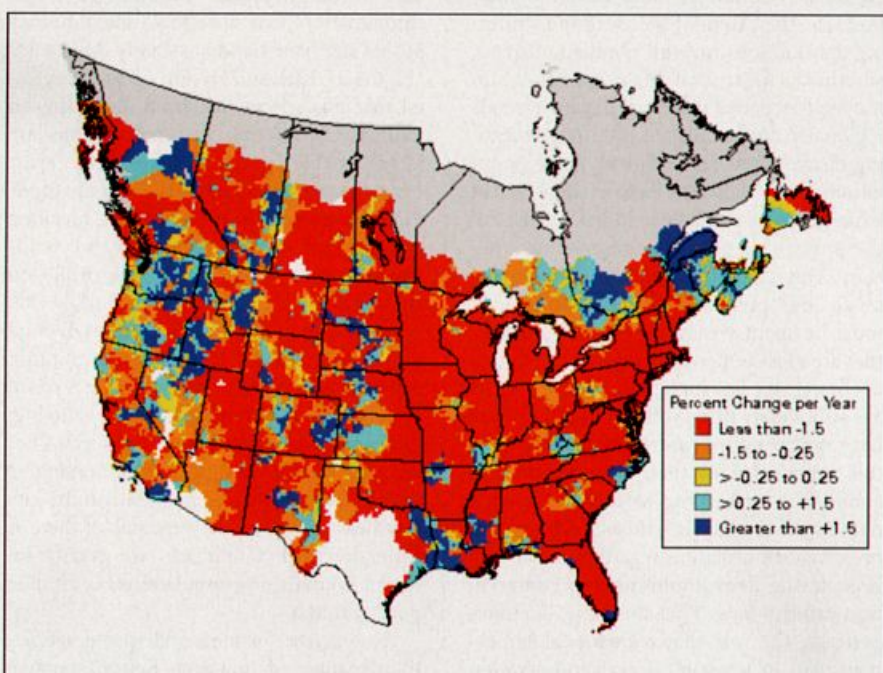 Percent Change per Year
Less than -1.5
-1.5 to -0.25
>-0.25 to 0.25
>0.25 to +1.5
Greater than +1.5